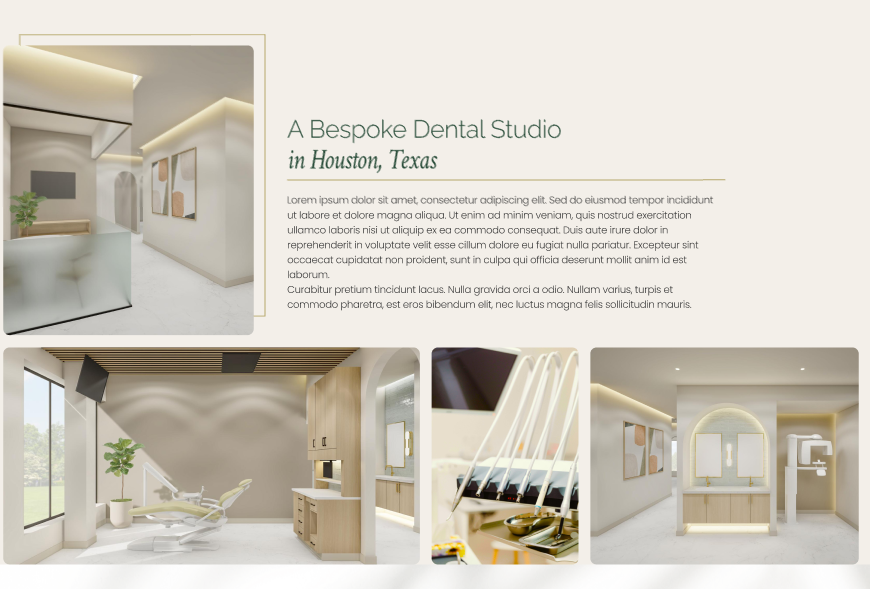 A Bespoke Dental Studio
in Houston, Texas
Lorem ipsum dolor sit amet, consectetur adipiscing elit. Sed do eiusmod tempor incididunt
ut labore et dolore magna aliqua. Ut enim ad minim veniam, quis nostrud exercitation
ullamco laboris nisi ut aliquip ex ea commodo consequat. Duis aute irure dolor in
reprehenderit in voluptate velit esse cillum dolore eu fugiat nulla pariatur. Excepteur sint
occaecat cupidatat non proident, sunt in culpa qui officia deserunt mollit anim id est
laborum.
Curabitur pretium tincidunt lacus. Nulla gravida orci a odio. Nullam varius, turpis et
commodo pharetra, est eros bibendum elit, nec luctus magna felis sollicitudin mauris.